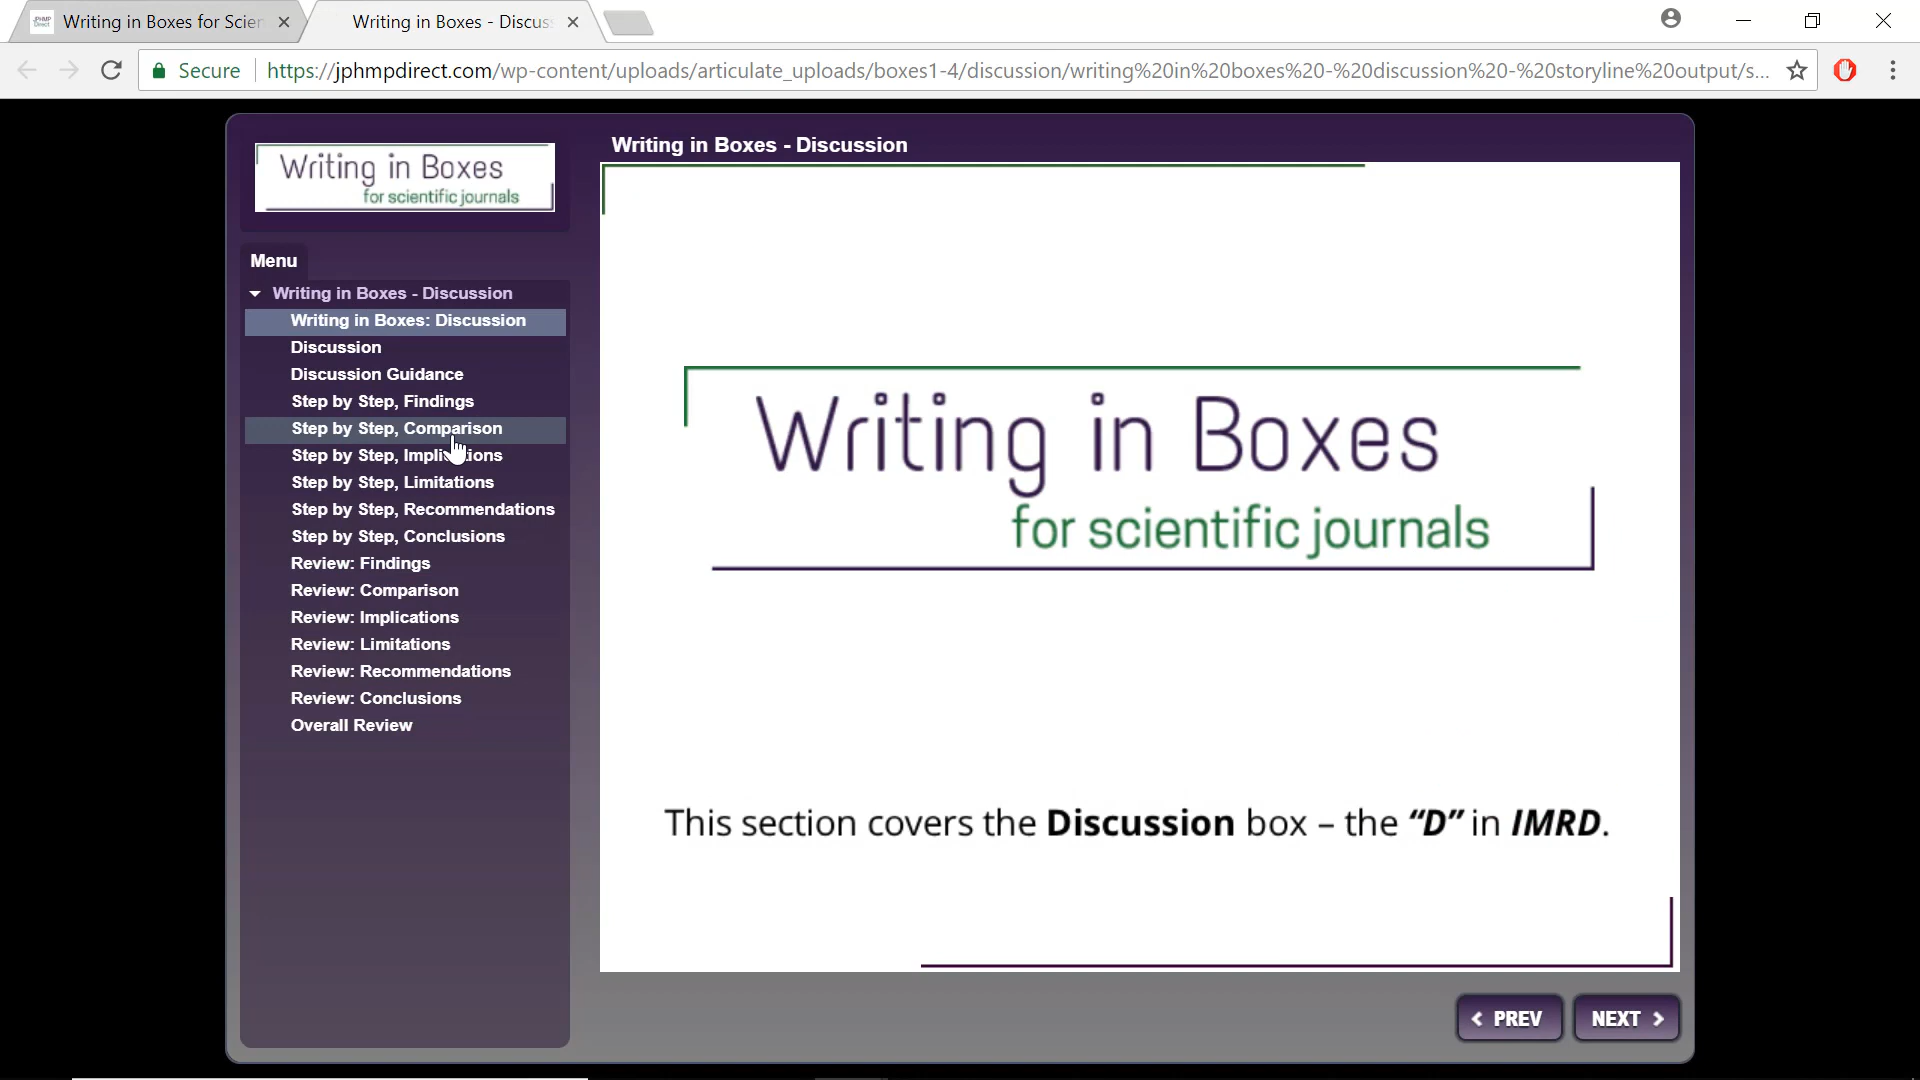 Writing in Boxes for Scien
Writing in Boxes - Discuss
Secure
https://jphmpdirect.com/wp-content/uploads/articulate_uploads/boxes1-4/discussion/writing%20in%20boxes%20-%20discussion%20-%20storyline%20output/s...
Writing in Boxes
for scientific journals
Writing in Boxes - Discussion
Menu
Writing in Boxes - Discussion
Writing in Boxes: Discussion
Discussion
Discussion Guidance
Step by Step, Findings
Step by Step, Comparison
Step by Step, Implications
Step by Step, Limitations
Step by Step, Recommendations
Step by Step, Conclusions
Review: Findings
Review: Comparison
Review: Implications
Review: Limitations
Review: Recommendations
Review: Conclusions
Overall Review
Writing in Boxes
for scientific journals
This section covers the Discussion box – the “D” in IMRD.
PREV
NEXT